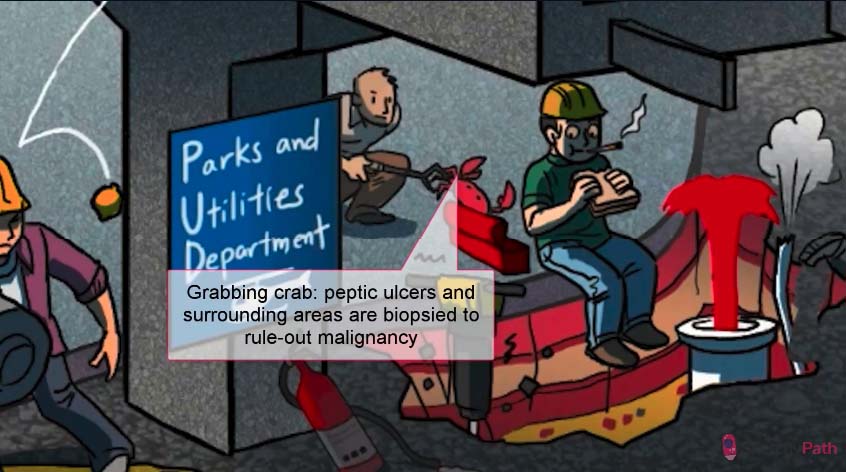 Parks and
Utilities
Department
Grabbing crab: peptic ulcers and
surrounding areas are biopsied to
rule-out malignancy
Path